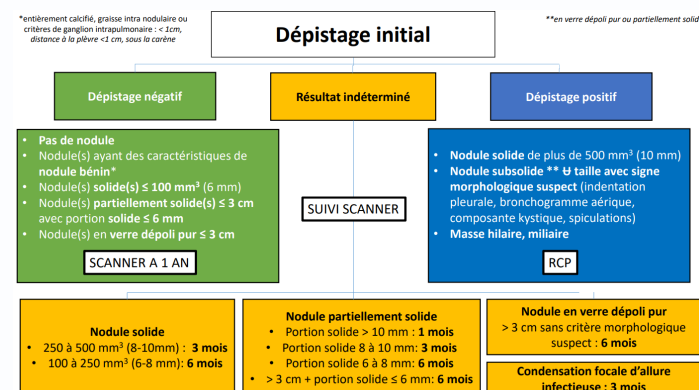 *entièrement calcifié, graisse intra nodulaire ou
critères de ganglion intrapulmonaire : < 1cm,
distance à la plèvre <1 cm, sous la carène
Dépistage initial
**en verre dépoli pur ou partiellement solid
Dépistage négatif
Résultat indéterminé
Dépistage positif
• Pas de nodule
• Nodule(s) ayant des caractéristiques de
nodule bénin*
• Nodule(s) solide(s) ≤ 100 mm³ (6 mm)
• Nodule(s) partiellement solide(s) ≤ 3 cm
avec portion solide ≤ 6 mm
• Nodule(s) en verre dépoli pur ≤ 3 cm
SCANNER A 1 AN
SUIVI SCANNER
• Nodule solide de plus de 500 mm³ (10 mm)
• Nodule subsolide ** Ʉ taille avec signe
morphologique suspect (indentation
pleurale, bronchogramme aérique,
composante kystique, spiculations)
• Masse hilaire, miliaire
RCP
Nodule solide
• 250 à 500 mm³ (8-10mm) : 3 mois
• 100 à 250 mm³ (6-8 mm): 6 mois
Nodule partiellement solide
• Portion solide > 10 mm : 1 mois
• Portion solide 8 à 10 mm: 3 mois
• Portion solide 6 à 8 mm: 6 mois
• > 3 cm + portion solide ≤ 6 mm: 6 mois
Nodule en verre dépoli pur
> 3 cm sans critère morphologique
suspect : 6 mois
Condensation focale d'allure
infectieuse : 3 mois